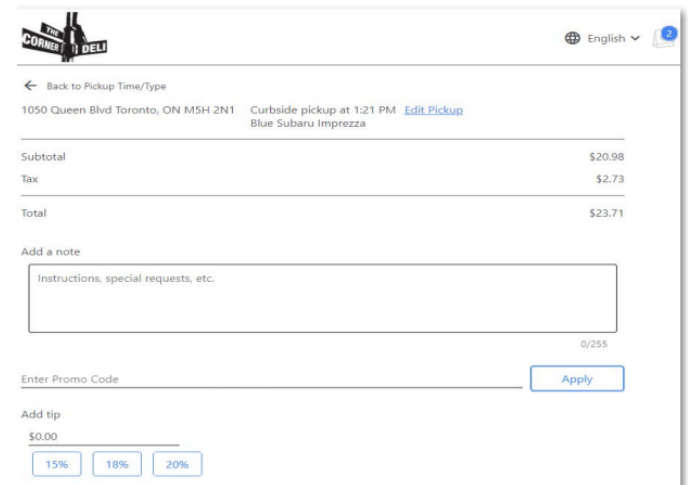 THE
CORNER DELI
English
2
Back to Pickup Time/Type
1050 Queen Blvd Toronto, ON M5H 2N1 Curbside pickup at 1:21 PM Edit Pickup
Blue Subaru Imprezza
Subtotal $20.98
Tax $2.73
Total $23.71
Add a note
Instructions, special requests, etc.
0/255
Enter Promo Code Apply
Add tip
$0.00
15% 18% 20%